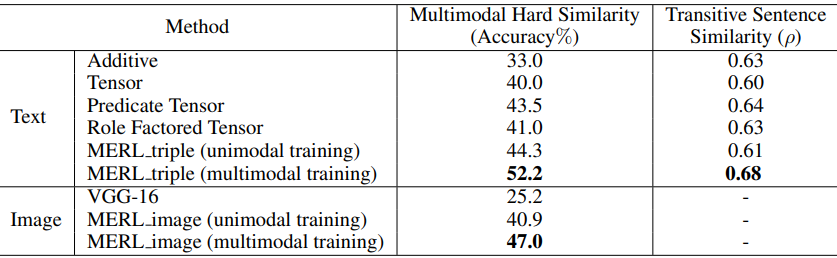 Method Multimodal Hard Similarity (Accuracy%) Transitive Sentence Similarity (ρ)
Text
Additive 33.0 0.63
Tensor 40.0 0.60
Predicate Tensor 43.5 0.64
Role Factored Tensor 41.0 0.63
MERL_triple (unimodal training) 44.3 0.61
MERL_triple (multimodal training) 52.2 0.68
Image
VGG-16 25.2 -
MERL_image (unimodal training) 40.9 -
MERL_image (multimodal training) 47.0 -